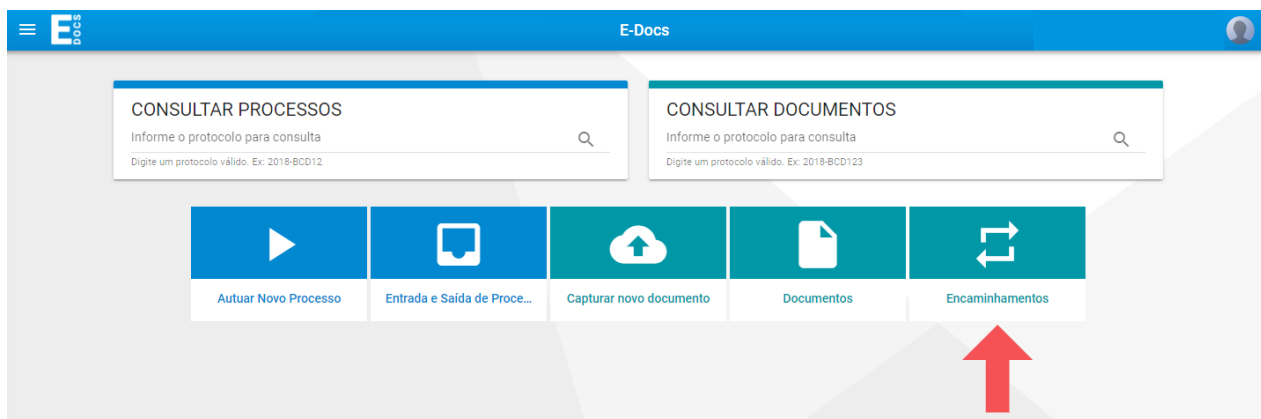 E DOCS
E-Docs
CONSULTAR PROCESSOS
Informe o protocolo para consulta
Digite um protocolo válido. Ex: 2018-BCD12
CONSULTAR DOCUMENTOS
Informe o protocolo para consulta
Digite um protocolo válido. Ex: 2018-BCD123
Autuar Novo Processo
Entrada e Saída de Proce...
Capturar novo documento
Documentos
Encaminhamentos